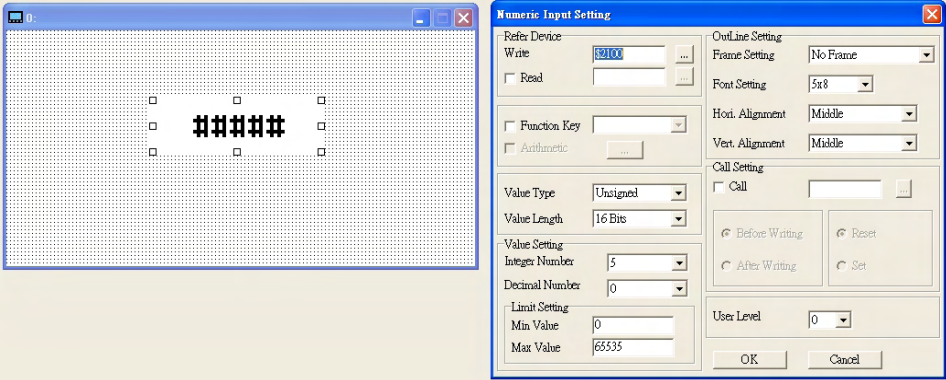 0:
#####
Numeric Input Setting
Refer Device
Write $2100 ...
Read ...
Function Key
Arithmetic ...
Value Type Unsigned
Value Length 16 Bits
Value Setting
Integer Number 5
Decimal Number 0
Limit Setting
Min Value 0
Max Value 65535
OutLine Setting
Frame Setting No Frame
Font Setting 5x8
Hori. Alignment Middle
Vert. Alignment Middle
Call Setting
Call ...
Before Writing Reset
After Writing Set
User Level 0
OK Cancel